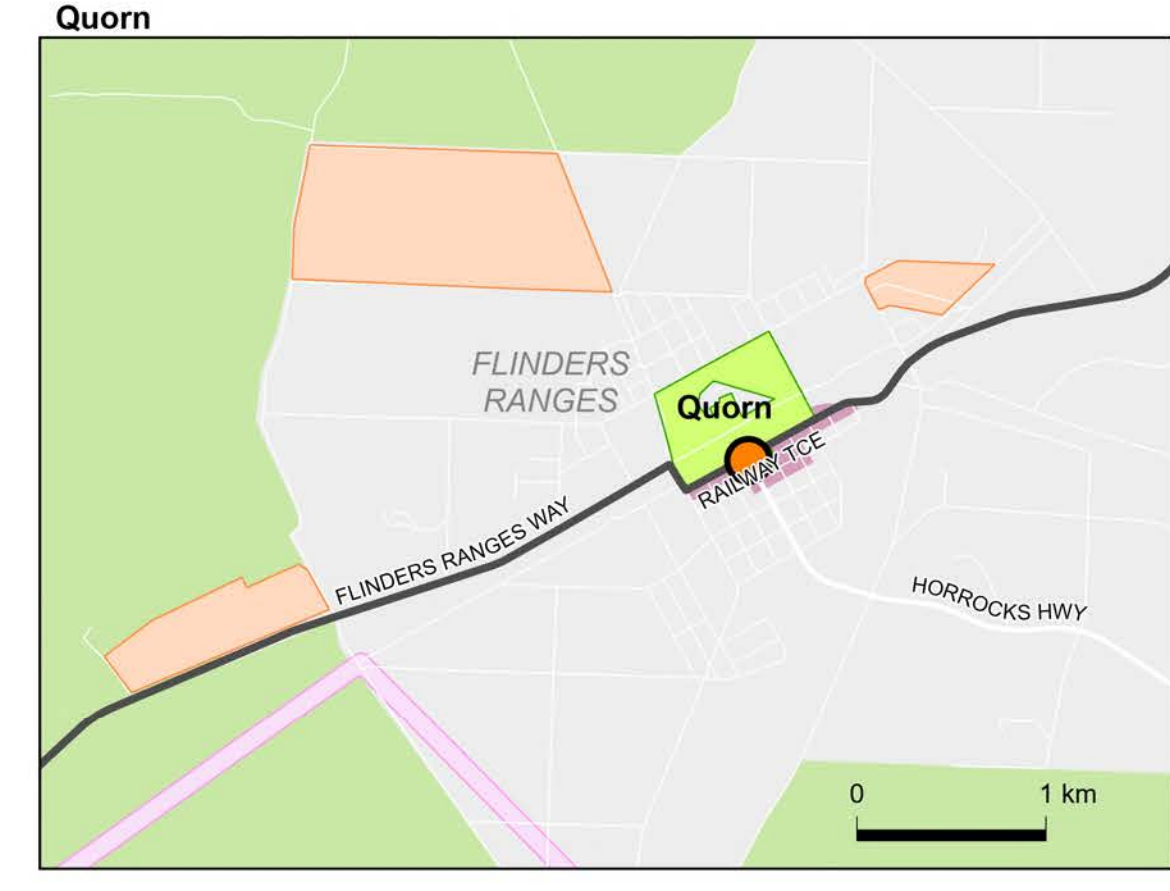 Quorn
FLINDERS
RANGES
Quorn
RAILWAY TCE
FLINDERS RANGES WAY
HORROCKS HWY
0 1 km